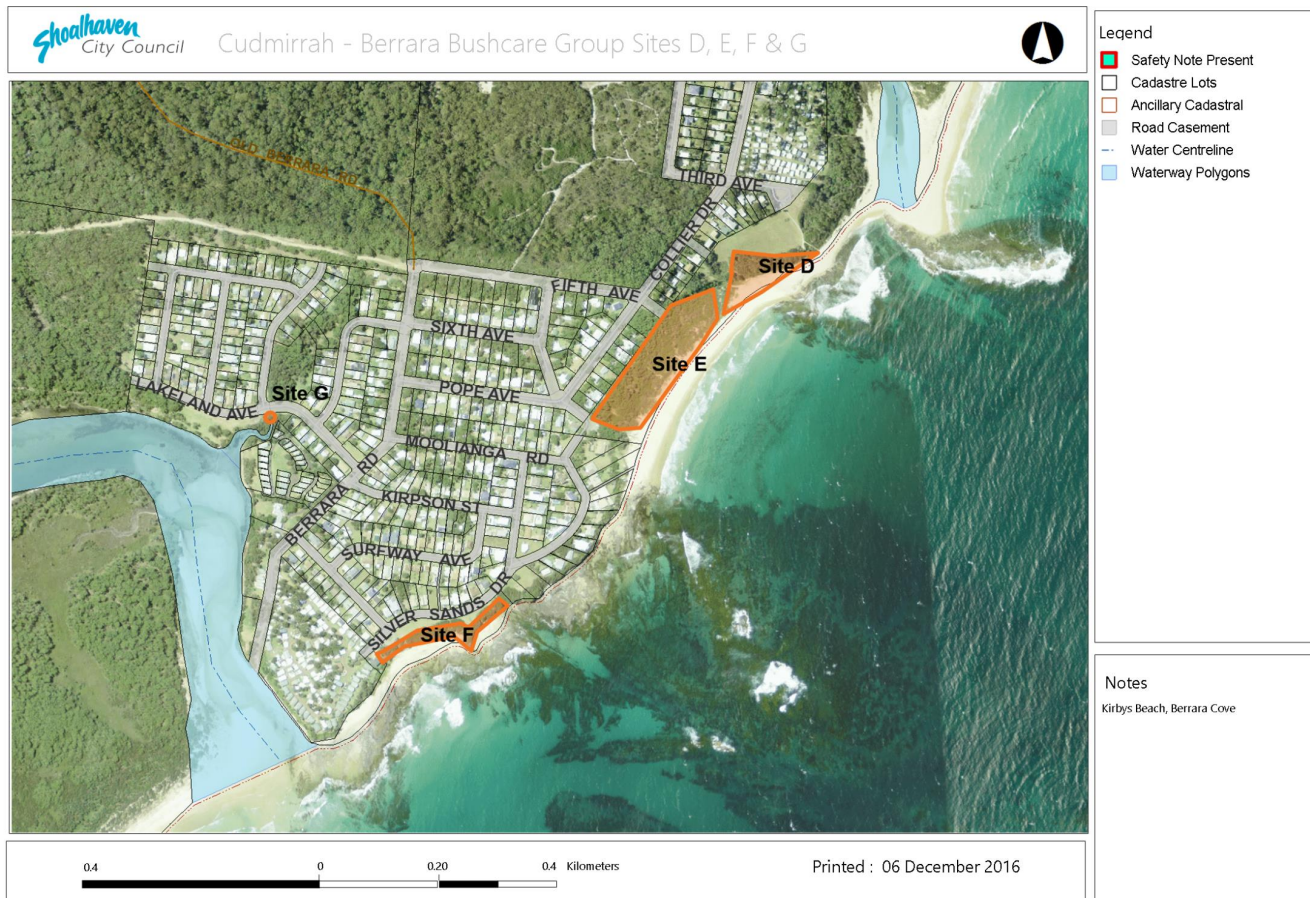 Shoalhaven
City Council
Cudmirrah - Berrara Bushcare Group Sites D, E, F & G
Legend
Safety Note Present
Cadastre Lots
Ancillary Cadastral
Road Casement
Water Centreline
Waterway Polygons
OLD BERRARA RD
THIRD AVE
COLLIER DR
Site D
FIFTH AVE
SIXTH AVE
Site E
POPE AVE
Site G
LAKELAND AVE
MOOLIANGA RD
BERRARA RD
KIRPSON ST
SURFWAY AVE
SILVER SANDS DR
Site F
Notes
Kirbys Beach, Berrara Cove
0.4 0 0.20 0.4 Kilometers
Printed : 06 December 2016